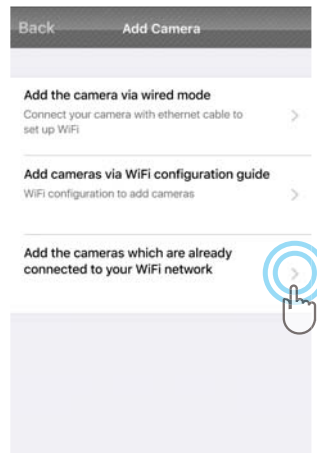 Back Add Camera
Add the camera via wired mode
Connect your camera with ethernet cable to
set up WiFi
Add cameras via WiFi configuration guide
WiFi configuration to add cameras
Add the cameras which are already
connected to your WiFi network